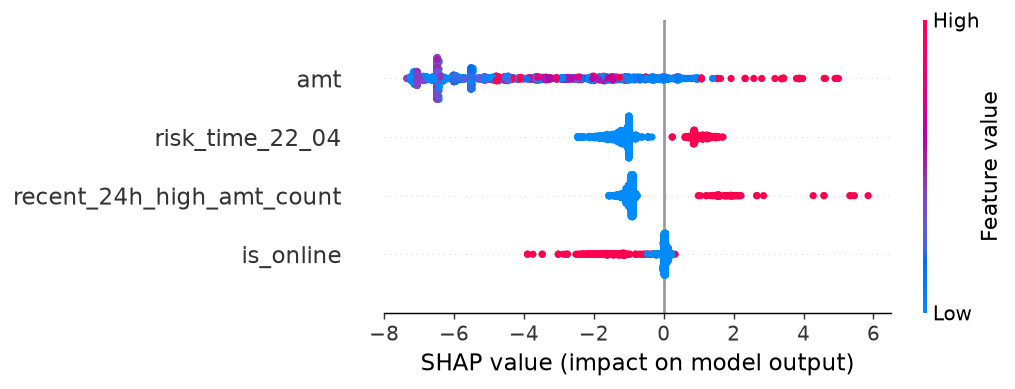 High
amt
risk_time_22_04
recent_24h_high_amt_count
is_online
Feature value
Low
−8 −6 −4 −2 0 2 4 6
SHAP value (impact on model output)